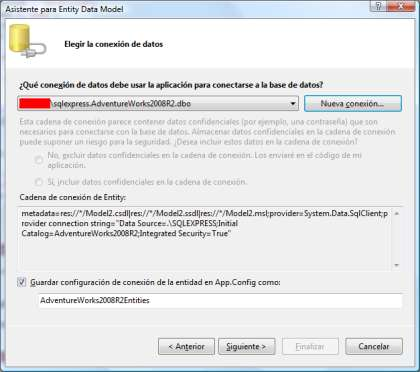 Asistente para Entity Data Model
Elegir la conexión de datos
¿Qué conexión de datos debe usar la aplicación para conectarse a la base de datos?
\sqlexpress.AdventureWorks2008R2.dbo
Nueva conexión...
Esta cadena de conexión parece contener datos confidenciales (por ejemplo, una contraseña) que son
necesarios para conectarse con la base de datos. Almacenar datos confidenciales en la cadena de conexión
puede suponer un riesgo para la seguridad. ¿Desea incluir estos datos en la cadena de conexión?
No, excluir datos confidenciales en la cadena de conexión. Los enviaré en el código de mi
aplicación.
Sí, incluir datos confidenciales en la cadena de conexión.
Cadena de conexión de Entity:
metadata=res://*/Model2.csdl|res://*/Model2.ssdl|res://*/Model2.msl;provider=System.Data.SqlClient;p
rovider connection string="Data Source=.\SQLEXPRESS;Initial
Catalog=AdventureWorks2008R2;Integrated Security=True"
Guardar configuración de conexión de la entidad en App.Config como:
AdventureWorks2008R2Entities
< Anterior
Siguiente >
Finalizar
Cancelar